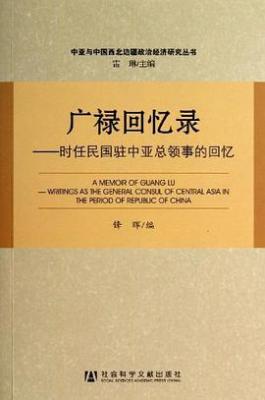 中亚与中国西北边疆政治经济研究丛书
雷 琳/主编
广禄回忆录
——时任民国驻中亚总领事的回忆
A MEMOIR OF GUANG LU
— WRITINGS AS THE GENERAL CONSUL OF CENTRAL ASIA IN
THE PERIOD OF REPUBLIC OF CHINA
锋 晖/编
社会科学文献出版社
SOCIAL SCIENCES ACADEMIC PRESS (CHINA)